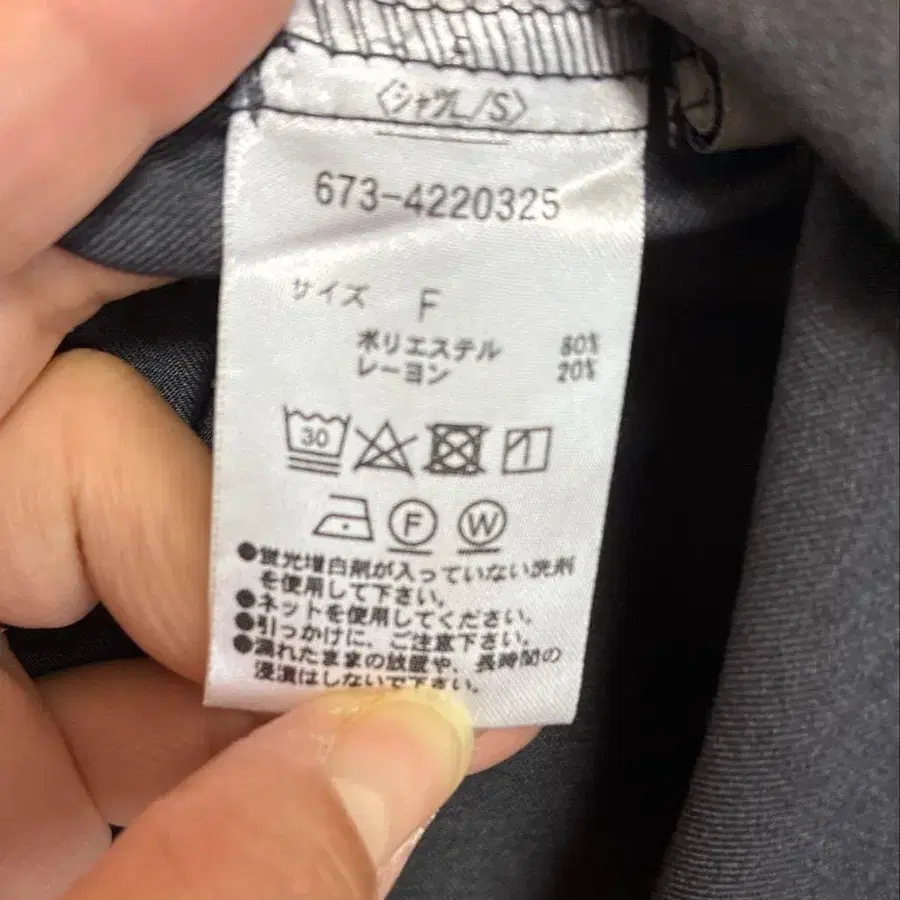 〈シャツL/S〉
673-4220325
サイズ F
ポリエステル 80%
レーヨン 20%
30
F W
●蛍光増白剤が入っていない洗剤
を使用して下さい。
●ネットを使用してください。
●引っかけに、ご注意下さい。
●濡れたままの放置や、長時間の
浸漬はしないで下さい。